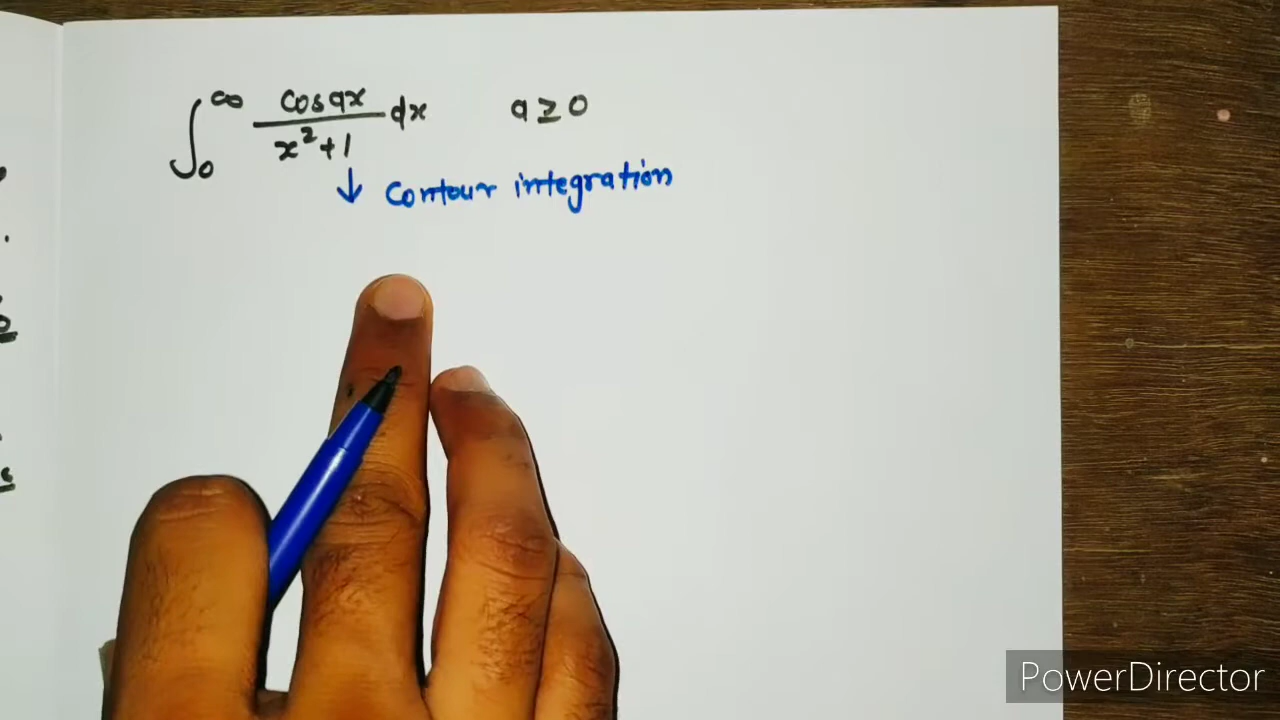 ∫₀^∞ cos ax / x²+1 dx a ≥ 0
↓ Contour integration
PowerDirector